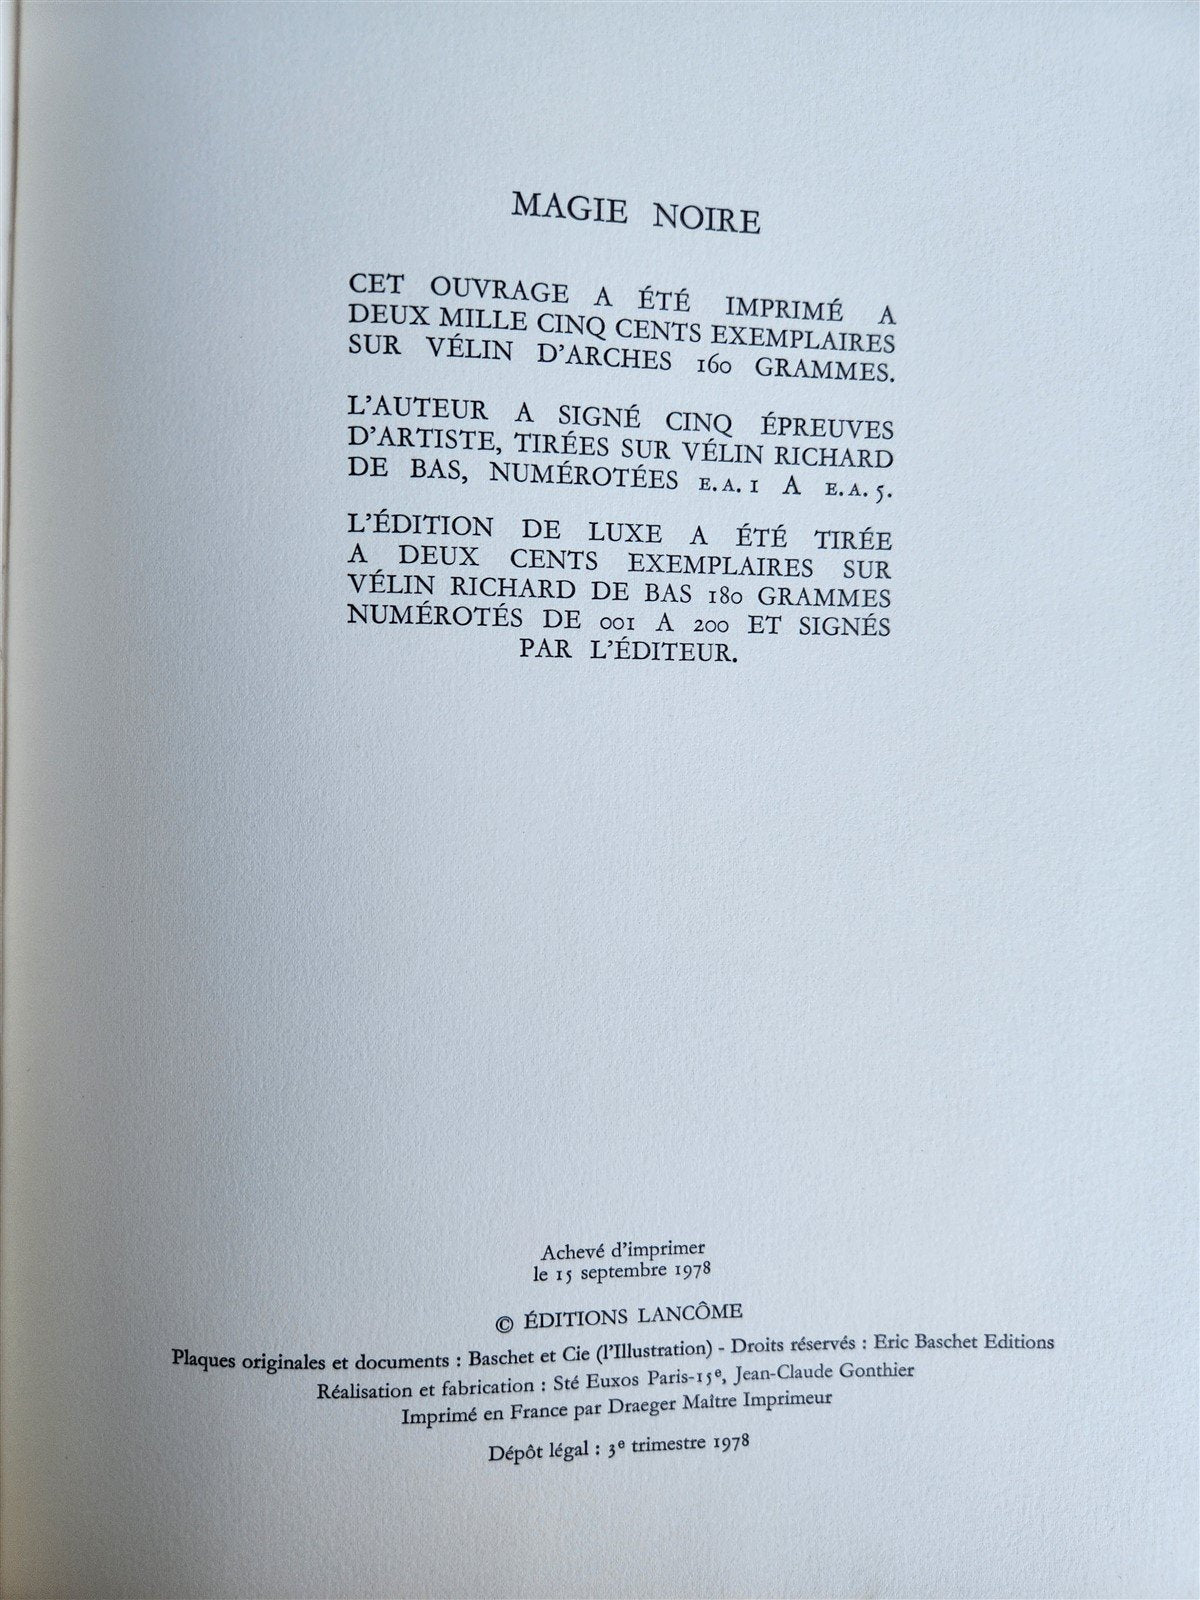 MAGIE NOIRE
CET OUVRAGE A ÉTÉ IMPRIMÉ A
DEUX MILLE CINQ CENTS EXEMPLAIRES
SUR VÉLIN D'ARCHES 160 GRAMMES.
L'AUTEUR A SIGNÉ CINQ ÉPREUVES
D'ARTISTE, TIRÉES SUR VÉLIN RICHARD
DE BAS, NUMÉROTÉES E.A. 1 A E.A. 5.
L'ÉDITION DE LUXE A ÉTÉ TIRÉE
A DEUX CENTS EXEMPLAIRES SUR
VÉLIN RICHARD DE BAS 180 GRAMMES
NUMÉROTÉS DE 001 A 200 ET SIGNÉS
PAR L'ÉDITEUR.
Achevé d'imprimer
le 15 septembre 1978
© ÉDITIONS LANCÔME
Plaques originales et documents : Baschet et Cie (l'Illustration) - Droits réservés : Eric Baschet Editions
Réalisation et fabrication : Sté Euxos Paris-15e, Jean-Claude Gonthier
Imprimé en France par Draeger Maître Imprimeur
Dépôt légal : 3e trimestre 1978